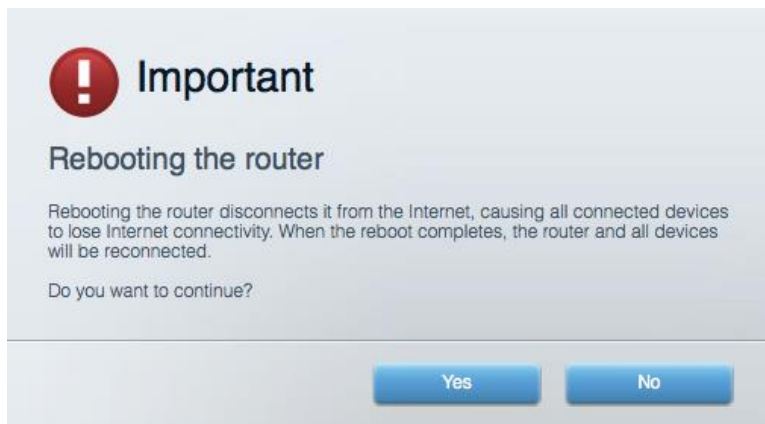 Important
Rebooting the router
Rebooting the router disconnects it from the Internet, causing all connected devices
to lose Internet connectivity. When the reboot completes, the router and all devices
will be reconnected.
Do you want to continue?
Yes No